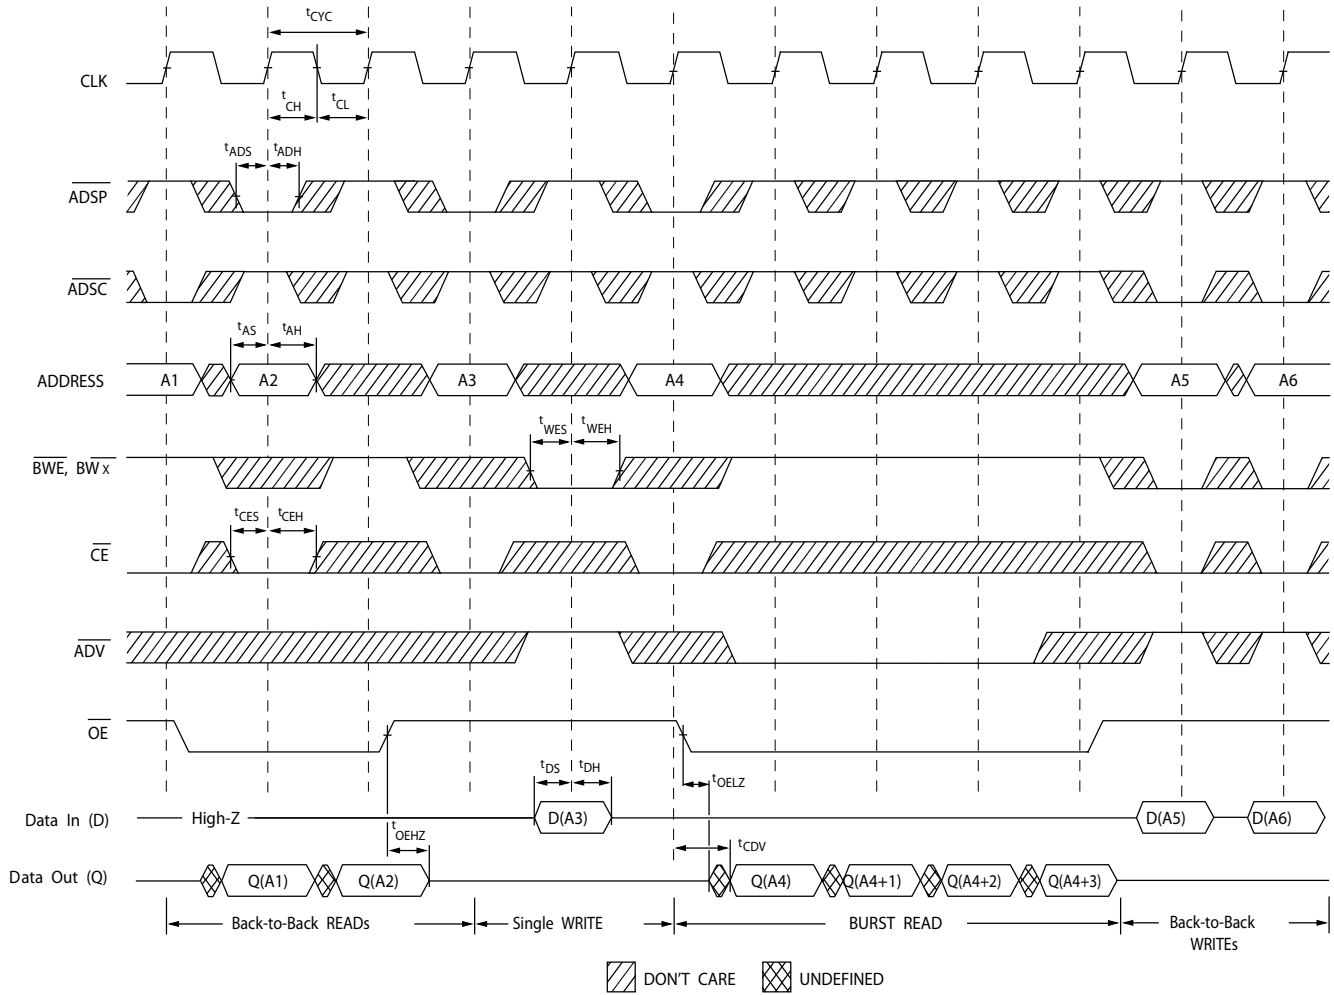 tCYC
CLK
tCH
tCL
tADS
tADH
ADSP
ADSC
tAS
tAH
ADDRESS
A1
A2
A3
A4
A5
A6
tWES
tWEH
BWE, BW X
tCES
tCEH
CE
ADV
OE
tDS
tDH
tOELZ
Data In (D)
High-Z
D(A3)
D(A5)
D(A6)
tOEHZ
tCDV
Data Out (Q)
Q(A1)
Q(A2)
Q(A4)
Q(A4+1)
Q(A4+2)
Q(A4+3)
Back-to-Back READs
Single WRITE
BURST READ
Back-to-Back
WRITEs
DON'T CARE
UNDEFINED